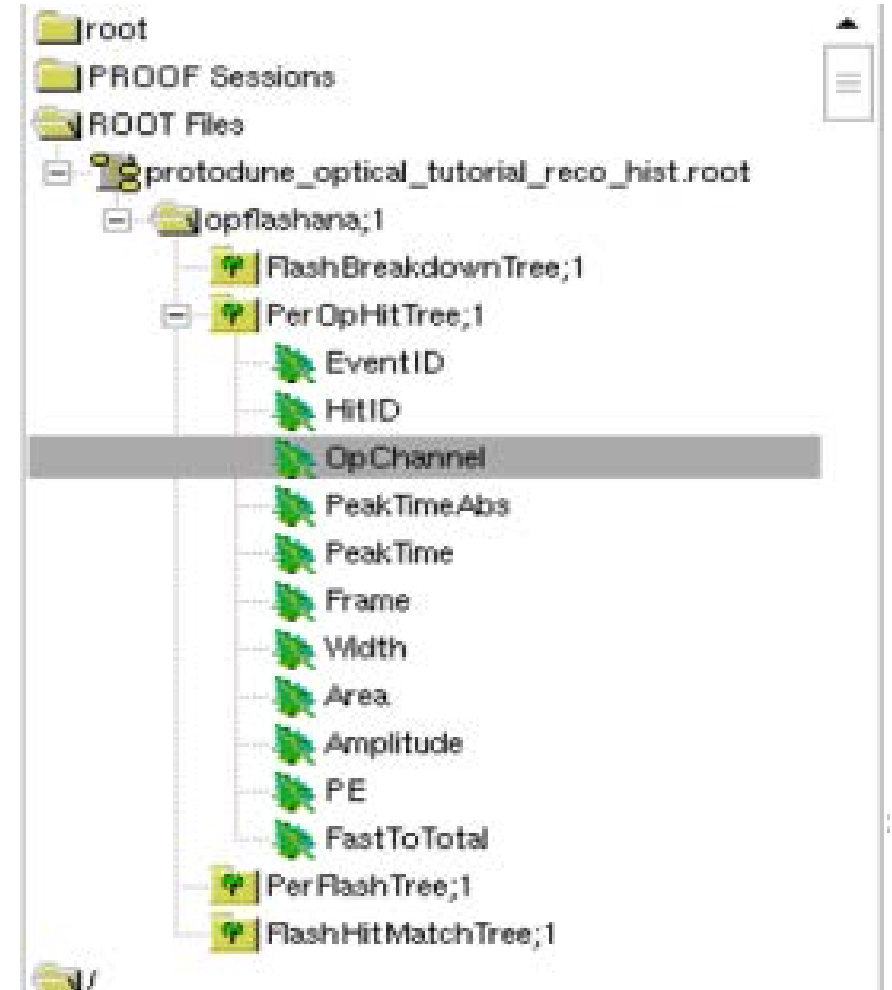 root
PROOF Sessions
ROOT Files
protodune_optical_tutorial_reco_hist.root
opflashana;1
FlashBreakdownTree;1
PerOpHitTree;1
EventID
HitID
OpChannel
PeakTimeAbs
PeakTime
Frame
Width
Area
Amplitude
PE
FastToTotal
PerFlashTree;1
FlashHitMatchTree;1
/